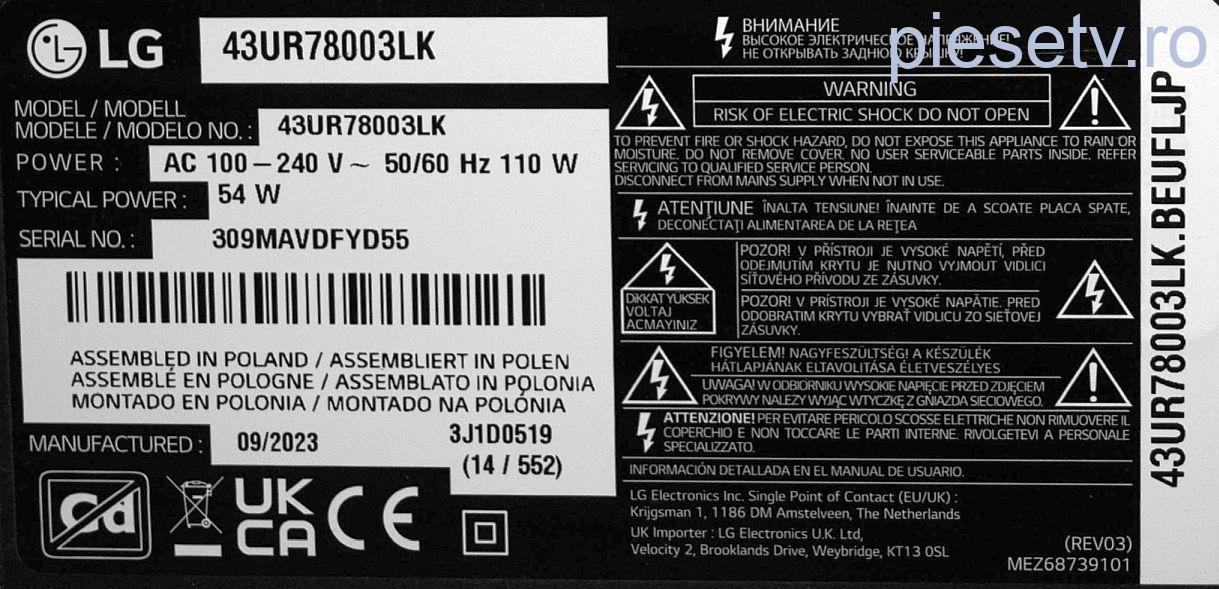 LG
43UR78003LK
MODEL / MODELL
MODELE / MODELO NO. : 43UR78003LK
POWER : AC 100 – 240 V ~ 50/60 Hz 110 W
TYPICAL POWER : 54 W
SERIAL NO. : 309MAVDFYD55
ASSEMBLED IN POLAND / ASSEMBLIERT IN POLEN
ASSEMBLÉ EN POLOGNE / ASSEMBLATO IN POLONIA
MONTADO EN POLONIA / MONTADO NA POLÓNIA
MANUFACTURED : 09/2023
3J1D0519
(14 / 552)
Cd
UK
CA
CE
ВНИМАНИЕ
ВЫСОКОЕ ЭЛЕКТРИЧЕСКОЕ НАПРЯЖЕНИЕ!
НЕ ОТКРЫВАТЬ ЗАДНЮЮ КРЫШКУ!
piesetv.ro
WARNING
RISK OF ELECTRIC SHOCK DO NOT OPEN
TO PREVENT FIRE OR SHOCK HAZARD, DO NOT EXPOSE THIS APPLIANCE TO RAIN OR
MOISTURE. DO NOT REMOVE COVER. NO USER SERVICEABLE PARTS INSIDE. REFER
SERVICING TO QUALIFIED SERVICE PERSON.
DISCONNECT FROM MAINS SUPPLY WHEN NOT IN USE.
ATENȚIUNE ÎNALTA TENSIUNE! ÎNAINTE DE A SCOATE PLACA SPATE,
DECONECTAȚI ALIMENTAREA DE LA REȚEA
DIKKAT YUKSEK
VOLTAJ
ACMAYINIZ
POZOR! V PŘÍSTROJI JE VYSOKÉ NAPĚTÍ, PŘED
ODEJMUTÍM KRYTU JE NUTNO VYJMOUT VIDLICI
SÍŤOVÉHO PŘÍVODU ZE ZÁSUVKY.
POZOR! V PRÍSTROJI JE VYSOKÉ NAPÄTIE. PRED
ODOBRATIM KRYTU VYBRAŤ VIDLICU ZO SIEŤOVEJ
ZÁSUVKY.
FIGYELEM! NAGYFESZÜLTSÉG! A KÉSZÜLÉK
HÁTLAPJÁNAK ELTAVOLÍTÁSA ÉLETVESZÉLYES
UWAGA! W ODBIORNIKU WYSOKIE NAPIĘCIE PRZED ZDJĘCIEM
POKRYWY NALEŻY WYJĄC WTYCZKĘ Z GNIAZDA SIECIOWEGO.
ATTENZIONE! PER EVITARE PERICOLO SCOSSE ELETTRICHE NON RIMUOVERE IL
COPERCHIO E NON TOCCARE LE PARTI INTERNE. RIVOLGETEVI A PERSONALE
SPECIALIZZATO.
INFORMACIÓN DETALLADA EN EL MANUAL DE USUARIO.
LG Electronics Inc. Single Point of Contact (EU/UK) :
Krijgsman 1, 1186 DM Amstelveen, The Netherlands
UK Importer : LG Electronics U.K. Ltd,
Velocity 2, Brooklands Drive, Weybridge, KT13 0SL
(REV03)
MEZ68739101
43UR78003LK.BEUFLJP